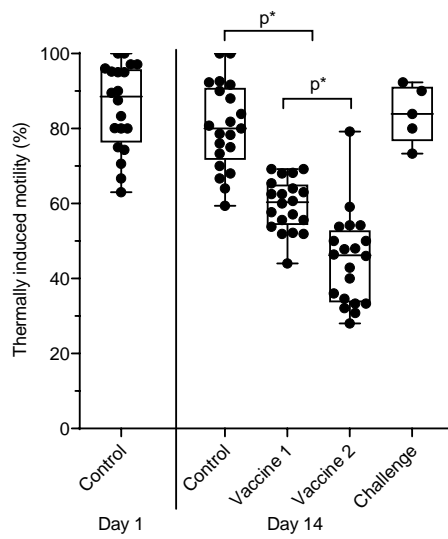 p*
p*
Thermally induced motility (%)
100
80
60
40
20
0
Control
Control
Vaccine 1
Vaccine 2
Challenge
Day 1
Day 14